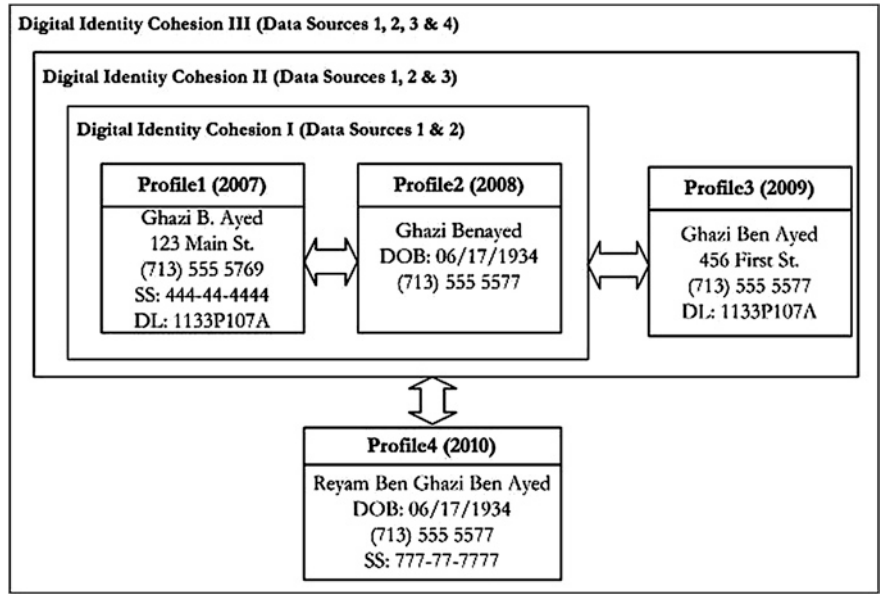 Digital Identity Cohesion III (Data Sources 1, 2, 3 & 4)
Digital Identity Cohesion II (Data Sources 1, 2 & 3)
Digital Identity Cohesion I (Data Sources 1 & 2)
Profile1 (2007)
Ghazi B. Ayed
123 Main St.
(713) 555 5769
SS: 444-44-4444
DL: 1133P107A
Profile2 (2008)
Ghazi Benayed
DOB: 06/17/1934
(713) 555 5577
Profile3 (2009)
Ghazi Ben Ayed
456 First St.
(713) 555 5577
DL: 1133P107A
Profile4 (2010)
Reyam Ben Ghazi Ben Ayed
DOB: 06/17/1934
(713) 555 5577
SS: 777-77-7777